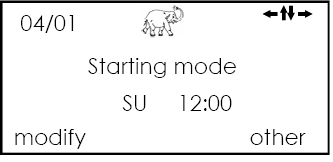 04/01
Starting mode
SU 12:00
modify other